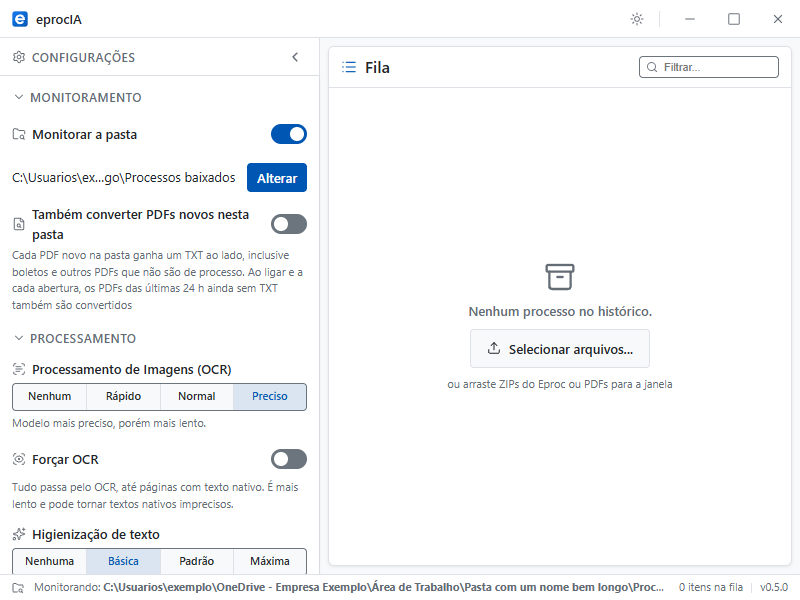 eprocIA
CONFIGURAÇÕES
MONITORAMENTO
Monitorar a pasta
C:\Usuarios\ex...go\Processos baixados
Alterar
Também converter PDFs novos nesta
pasta
Cada PDF novo na pasta ganha um TXT ao lado, inclusive
boletos e outros PDFs que não são de processo. Ao ligar e a
cada abertura, os PDFs das últimas 24 h ainda sem TXT
também são convertidos
PROCESSAMENTO
Processamento de Imagens (OCR)
Nenhum Rápido Normal Preciso
Modelo mais preciso, porém mais lento.
Forçar OCR
Tudo passa pelo OCR, até páginas com texto nativo. É mais
lento e pode tornar textos nativos imprecisos.
Higienização de texto
Nenhuma Básica Padrão Máxima
Fila
Filtrar...
Nenhum processo no histórico.
Selecionar arquivos...
ou arraste ZIPs do Eproc ou PDFs para a janela
Monitorando: C:\Usuarios\exemplo\OneDrive - Empresa Exemplo\Área de Trabalho\Pasta com um nome bem longo\Proc...
0 itens na fila
v0.5.0